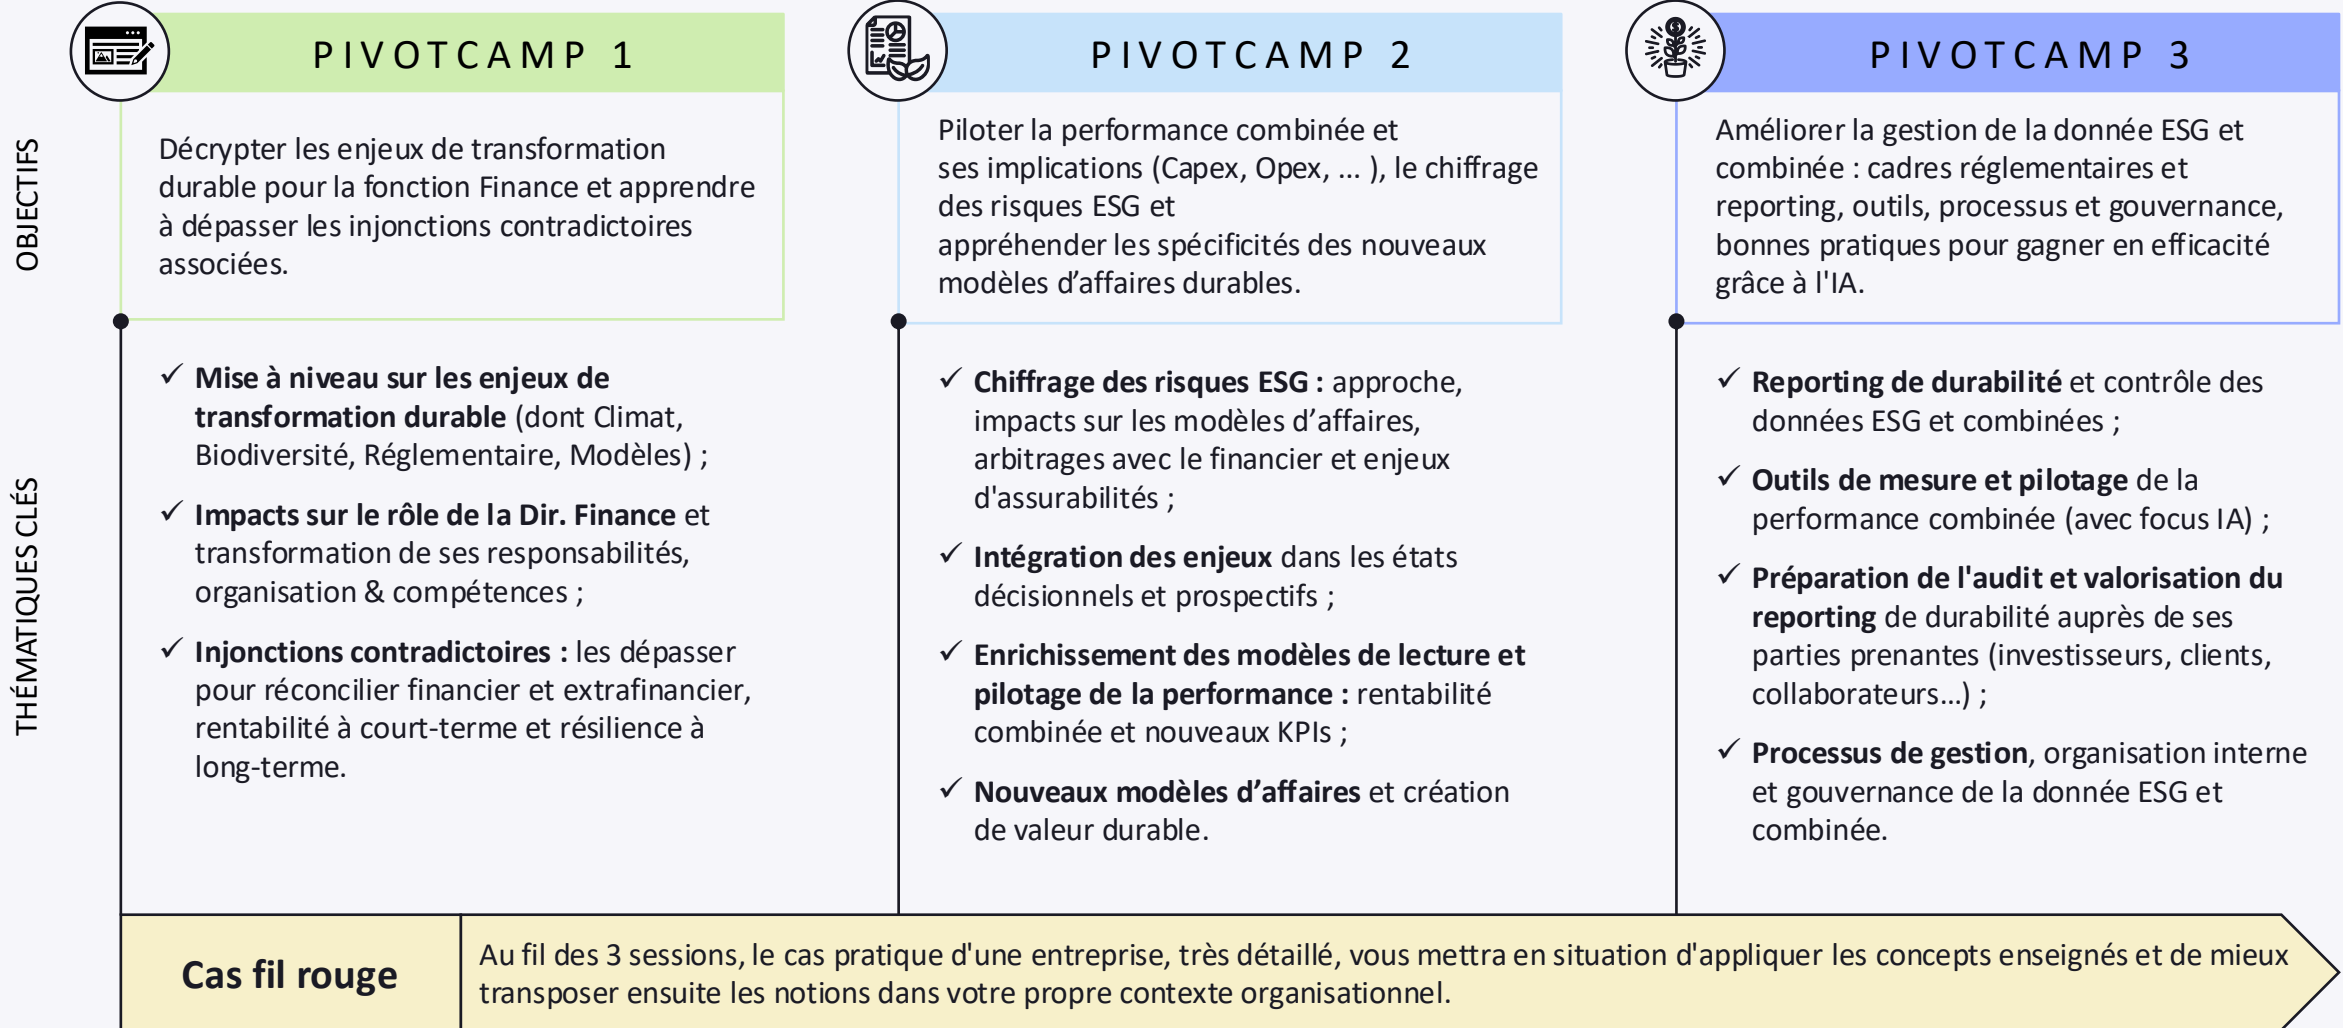 PIVOTCAMP 1
PIVOTCAMP 2
PIVOTCAMP 3
OBJECTIFS
Décrypter les enjeux de transformation
durable pour la fonction Finance et apprendre
à dépasser les injonctions contradictoires
associées.
Piloter la performance combinée et
ses implications (Capex, Opex, ... ), le chiffrage
des risques ESG et
appréhender les spécificités des nouveaux
modèles d’affaires durables.
Améliorer la gestion de la donnée ESG et
combinée : cadres réglementaires et
reporting, outils, processus et gouvernance,
bonnes pratiques pour gagner en efficacité
grâce à l'IA.
THÉMATIQUES CLÉS
✓ Mise à niveau sur les enjeux de
transformation durable (dont Climat,
Biodiversité, Réglementaire, Modèles) ;
✓ Impacts sur le rôle de la Dir. Finance et
transformation de ses responsabilités,
organisation & compétences ;
✓ Injonctions contradictoires : les dépasser
pour réconcilier financier et extrafinancier,
rentabilité à court-terme et résilience à
long-terme.
✓ Chiffrage des risques ESG : approche,
impacts sur les modèles d’affaires,
arbitrages avec le financier et enjeux
d'assurabilités ;
✓ Intégration des enjeux dans les états
décisionnels et prospectifs ;
✓ Enrichissement des modèles de lecture et
pilotage de la performance : rentabilité
combinée et nouveaux KPIs ;
✓ Nouveaux modèles d’affaires et création
de valeur durable.
✓ Reporting de durabilité et contrôle des
données ESG et combinées ;
✓ Outils de mesure et pilotage de la
performance combinée (avec focus IA) ;
✓ Préparation de l'audit et valorisation du
reporting de durabilité auprès de ses
parties prenantes (investisseurs, clients,
collaborateurs...) ;
✓ Processus de gestion, organisation interne
et gouvernance de la donnée ESG et
combinée.
Cas fil rouge
Au fil des 3 sessions, le cas pratique d'une entreprise, très détaillé, vous mettra en situation d'appliquer les concepts enseignés et de mieux
transposer ensuite les notions dans votre propre contexte organisationnel.